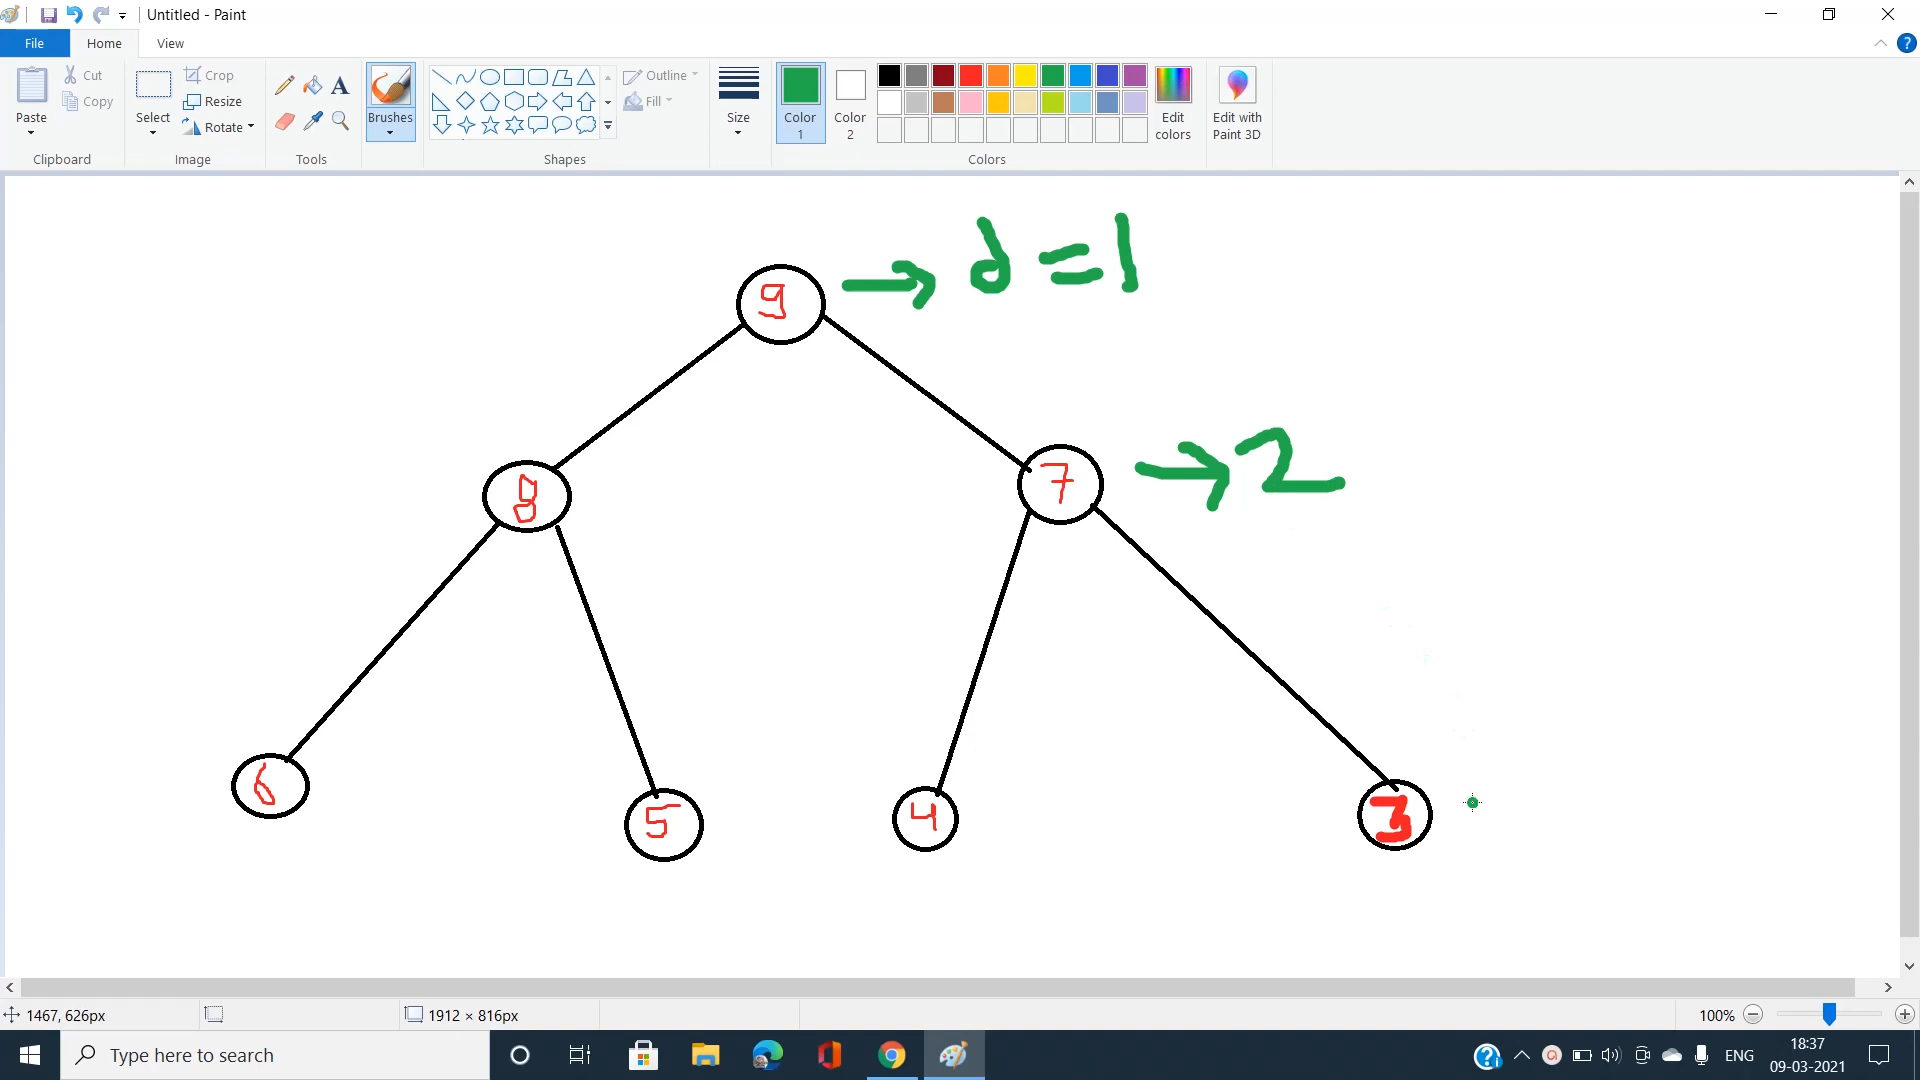 Untitled - Paint
File Home View
Paste
Cut
Copy
Clipboard
Select
Crop
Resize
Rotate
Image
Tools
A
Brushes
Shapes
Outline
Fill
Size
Color 1
Color 2
Colors
Edit colors
Edit with Paint 3D
?
9 → d = 1
8 7 → 2
6 5 4 3
1467, 626px
1912 × 816px
100%
Type here to search
ENG
18:37
09-03-2021